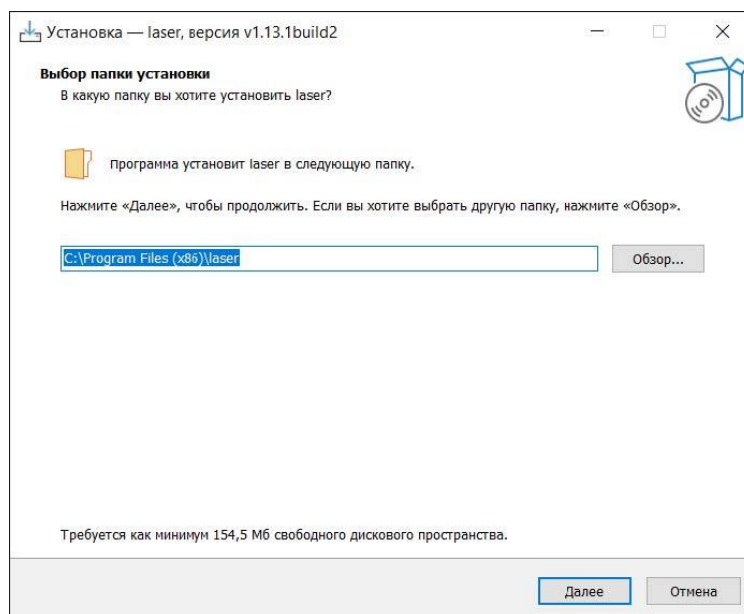 Установка — laser, версия v1.13.1build2
Выбор папки установки
В какую папку вы хотите установить laser?
Программа установит laser в следующую папку.
Нажмите «Далее», чтобы продолжить. Если вы хотите выбрать другую папку, нажмите «Обзор».
C:\Program Files (x86)\laser
Обзор...
Требуется как минимум 154,5 Мб свободного дискового пространства.
Далее
Отмена